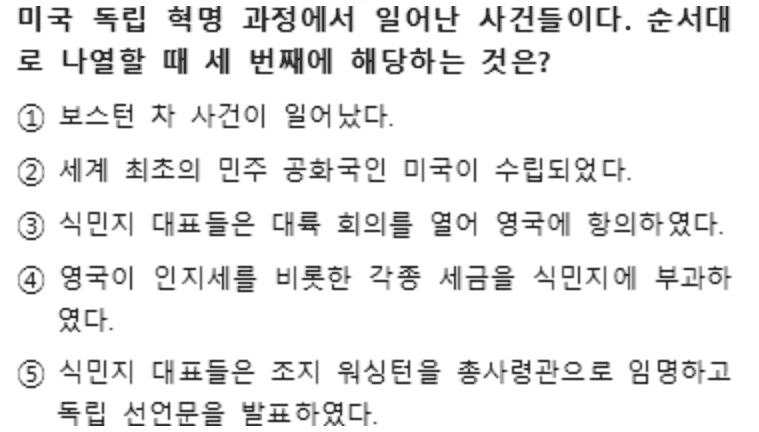 미국 독립 혁명 과정에서 일어난 사건들이다. 순서대
로 나열할 때 세 번째에 해당하는 것은?
① 보스턴 차 사건이 일어났다.
② 세계 최초의 민주 공화국인 미국이 수립되었다.
③ 식민지 대표들은 대륙 회의를 열어 영국에 항의하였다.
④ 영국이 인지세를 비롯한 각종 세금을 식민지에 부과하
였다.
⑤ 식민지 대표들은 조지 워싱턴을 총사령관으로 임명하고
독립 선언문을 발표하였다.